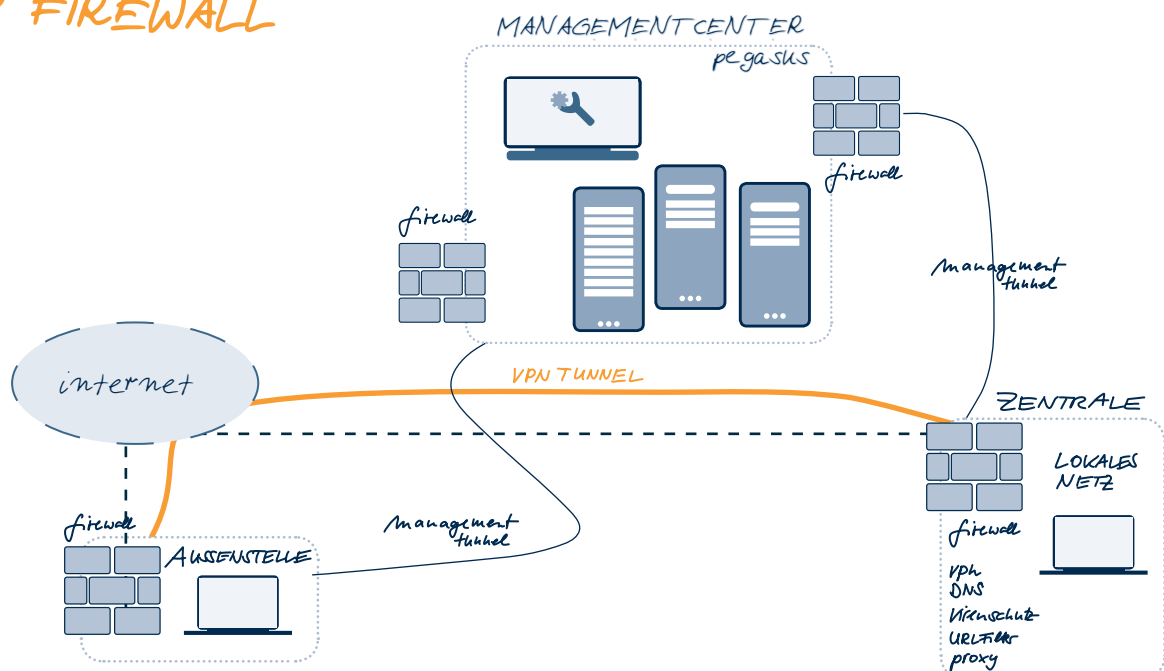 FIREWALL
MANAGEMENTCENTER
pegasus
firewall
firewall
management
tunnel
internet
VPN TUNNEL
ZENTRALE
LOKALES
NETZ
firewall
management
tunnel
firewall
AUSSENSTELLE
vpn
DNS
Virenschutz
URLFilter
proxy